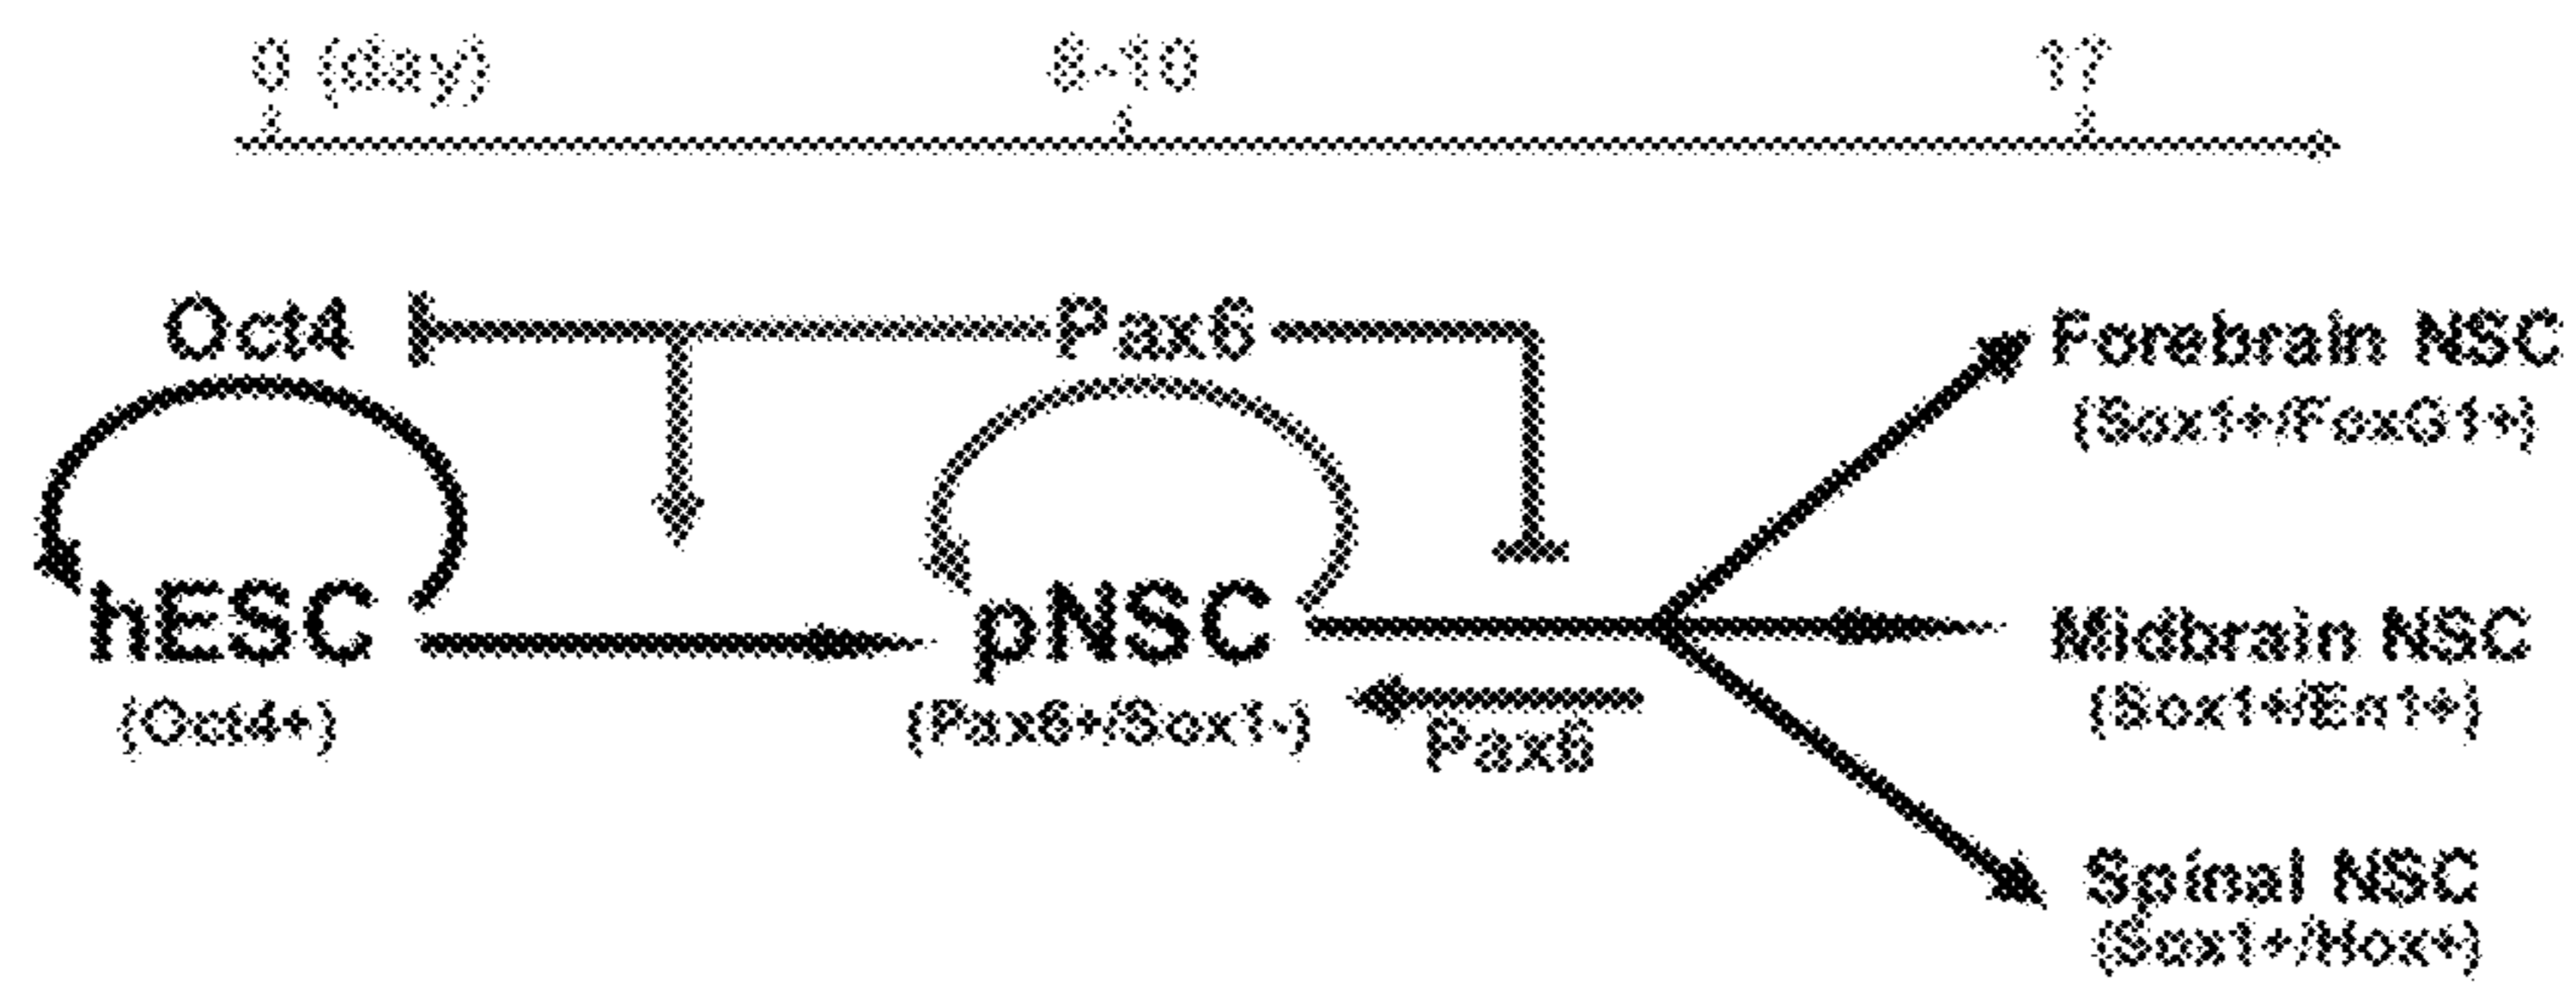 0 (day) 8-10 17
Oct4 Pax6 Forebrain NSC
(Sox1+/FoxG1+)
hESC pNSC Midbrain NSC
(Oct4+) (Pax6+/Sox1-) Pax6 (Sox1+/En1+)
Spinal NSC
(Sox1+/Hox+)